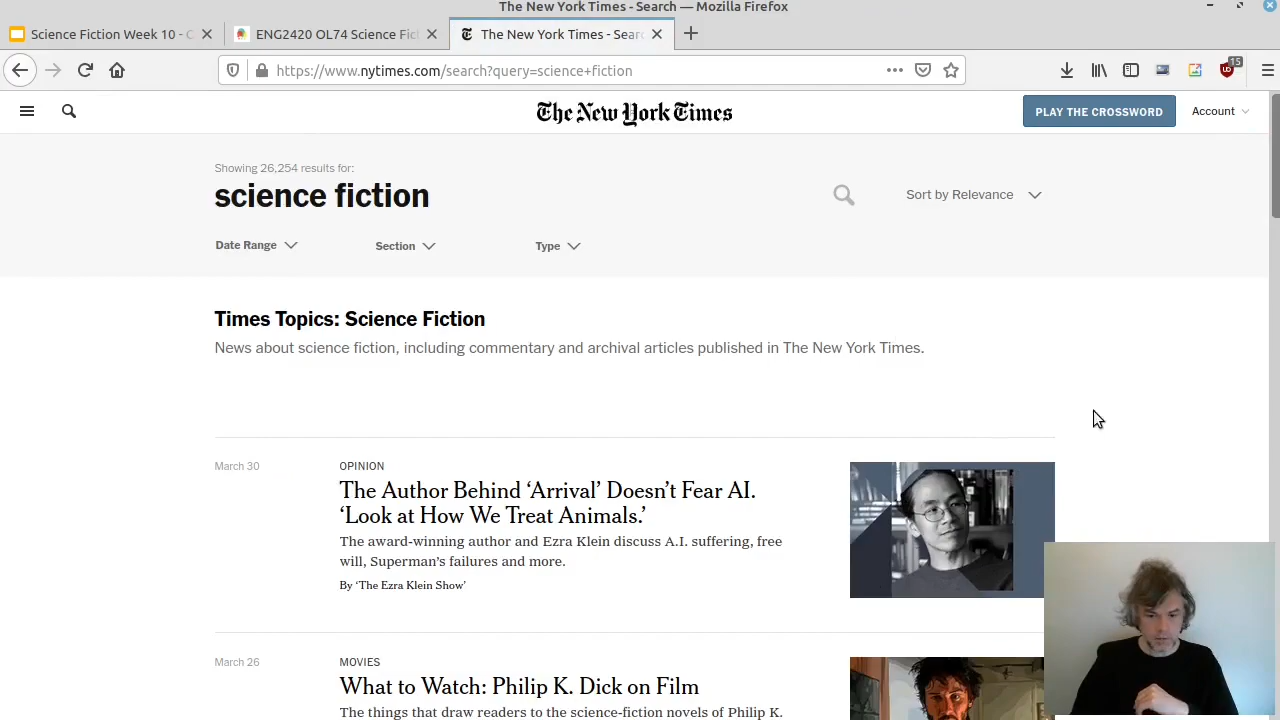 The New York Times - Search — Mozilla Firefox
Science Fiction Week 10 - 
ENG2420 OL74 Science Fic
The New York Times - Sear
https://www.nytimes.com/search?query=science+fiction
15
The New York Times
PLAY THE CROSSWORD
Account
Showing 26,254 results for:
science fiction
Sort by Relevance
Date Range
Section
Type
Times Topics: Science Fiction
News about science fiction, including commentary and archival articles published in The New York Times.
March 30
OPINION
The Author Behind ‘Arrival’ Doesn’t Fear AI.
‘Look at How We Treat Animals.’
The award-winning author and Ezra Klein discuss A.I. suffering, free
will, Superman’s failures and more.
By ‘The Ezra Klein Show’
March 26
MOVIES
What to Watch: Philip K. Dick on Film
The things that draw readers to the science-fiction novels of Philip K.